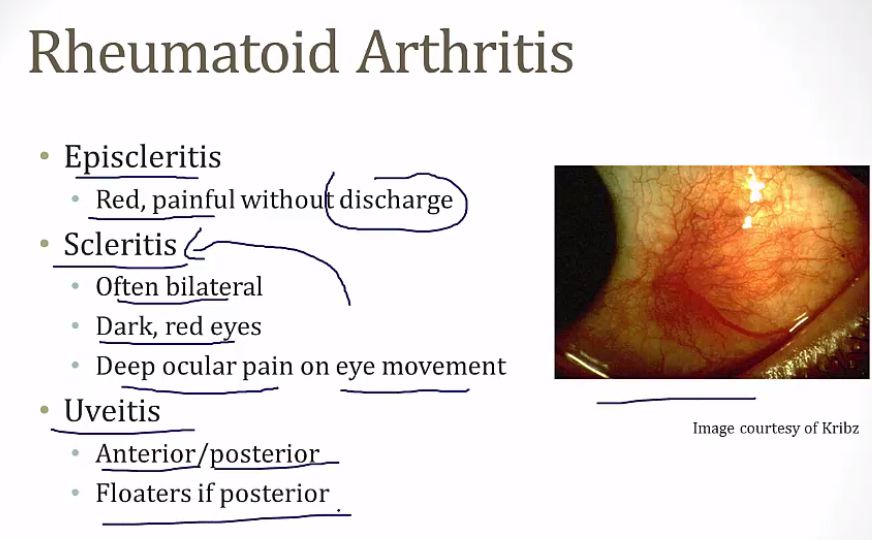 Rheumatoid Arthritis
• Episcleritis
• Red, painful without discharge
• Scleritis
• Often bilateral
• Dark, red eyes
• Deep ocular pain on eye movement
• Uveitis
• Anterior/posterior
• Floaters if posterior
Image courtesy of Kribz